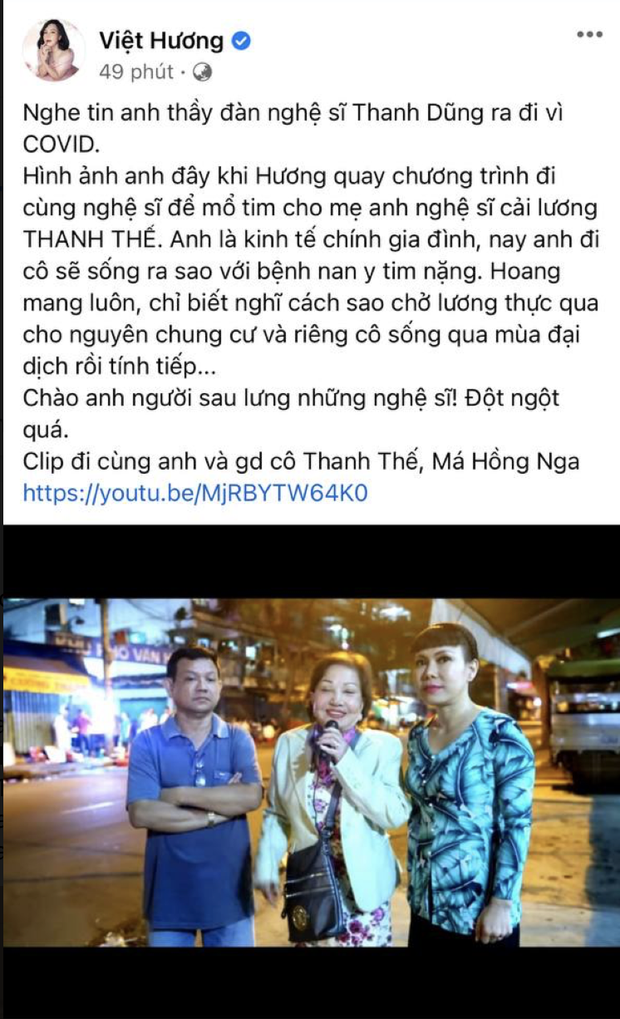 Việt Hương
49 phút ·
Nghe tin anh thầy đàn nghệ sĩ Thanh Dũng ra đi vì
COVID.
Hình ảnh anh đây khi Hương quay chương trình đi
cùng nghệ sĩ để mổ tim cho mẹ anh nghệ sĩ cải lương
THANH THẾ. Anh là kinh tế chính gia đình, nay anh đi
cô sẽ sống ra sao với bệnh nan y tim nặng. Hoang
mang luôn, chỉ biết nghĩ cách sao chở lương thực qua
cho nguyên chung cư và riêng cô sống qua mùa đại
dịch rồi tính tiếp...
Chào anh người sau lưng những nghệ sĩ! Đột ngột
quá.
Clip đi cùng anh và gd cô Thanh Thế, Má Hồng Nga
https://youtu.be/MjRBYTW64K0